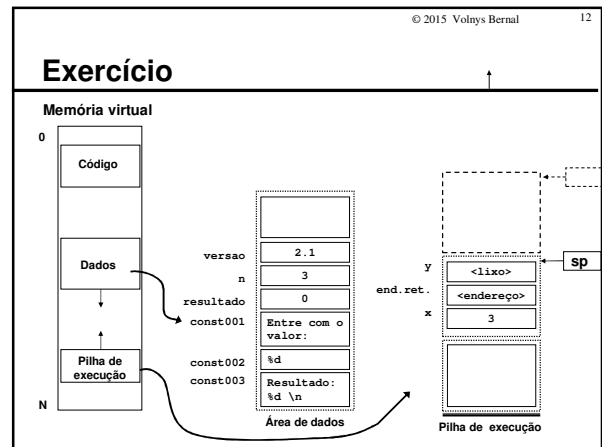 © 2015 Volnys Bernal 12
Exercício
Memória virtual
0
Código
Dados
Pilha de
execução
N
versao 2.1
n 3
resultado 0
const001 Entre com o
valor:
const002 %d
const003 Resultado:
%d \n
Área de dados
y <lixo>
end.ret. <endereço>
x 3
sp
Pilha de execução